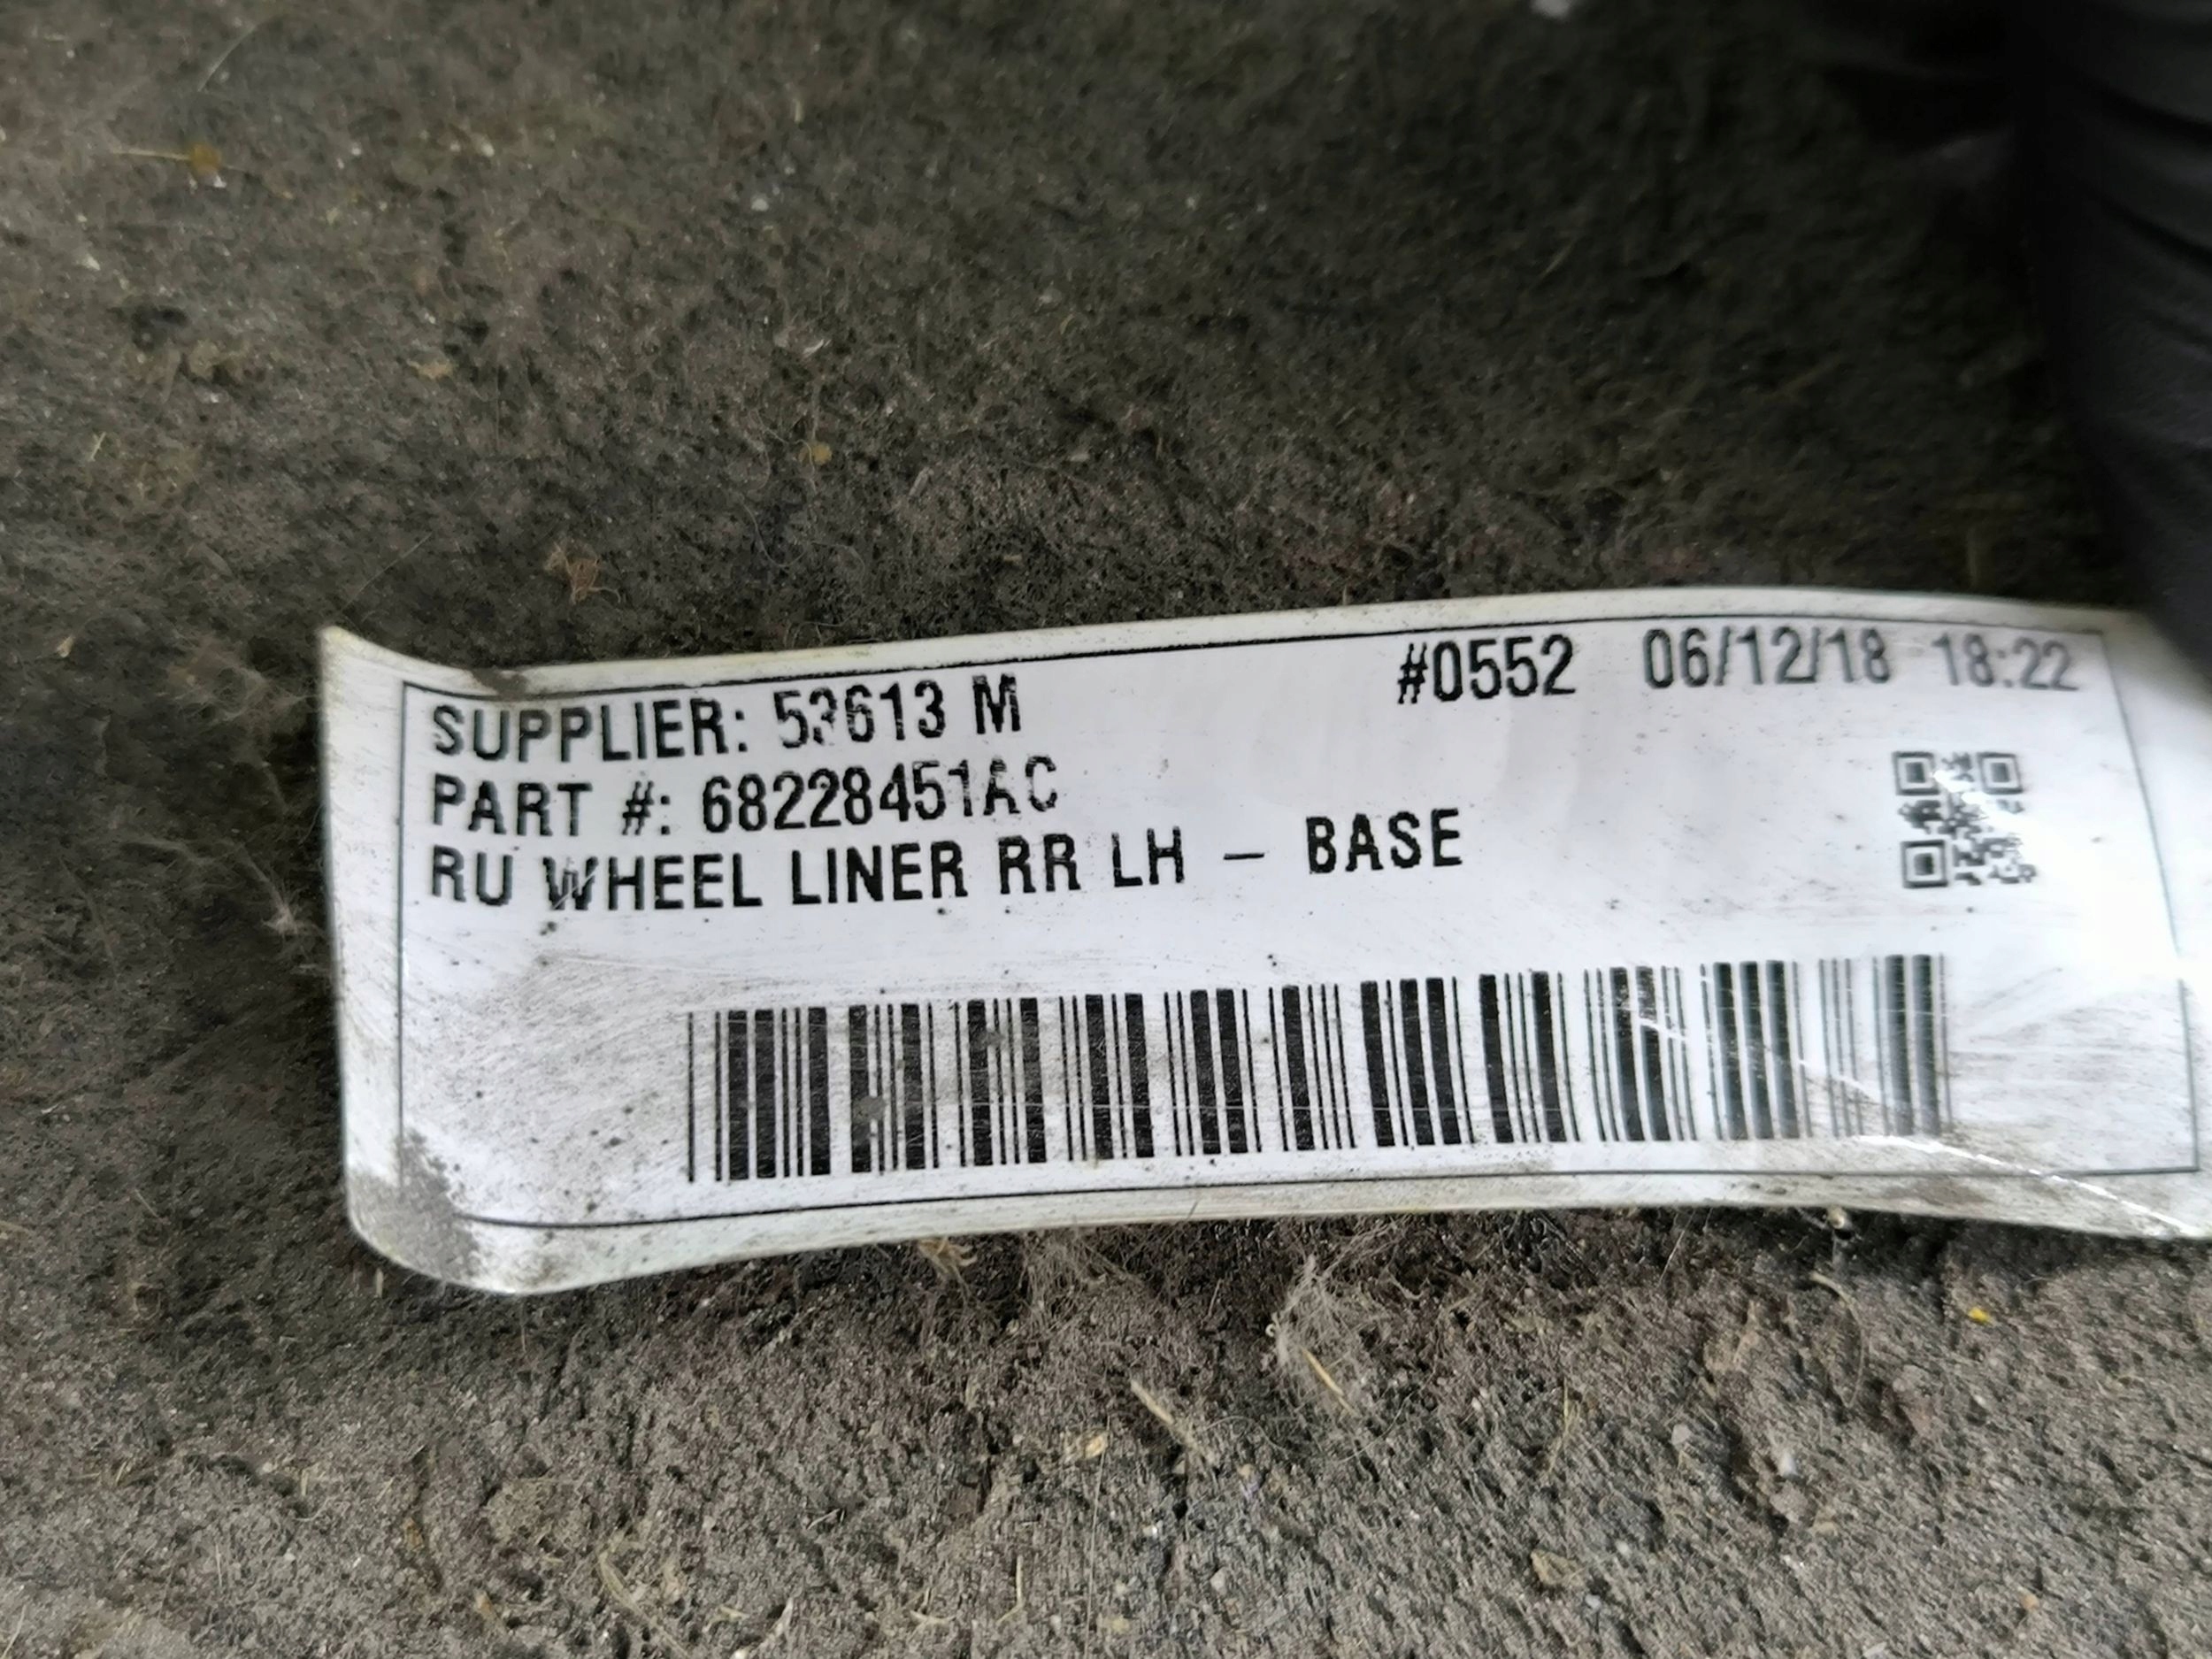 SUPPLIER: 53613 M #0552 06/12/18 18:22
PART #: 68228451AC
RU WHEEL LINER RR LH - BASE